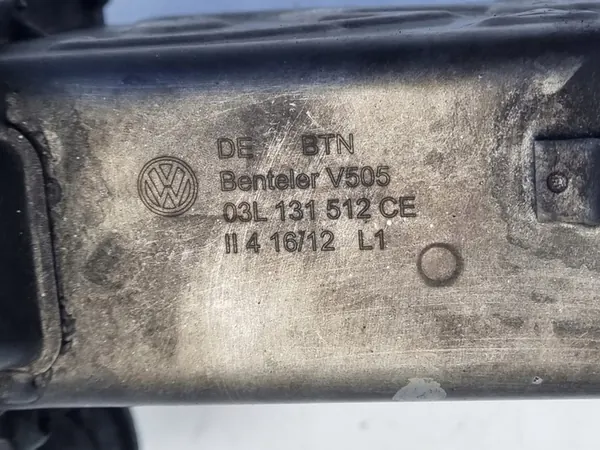 DE BTN
Benteler V505
03L 131 512 CE
II 4 16/12 L1